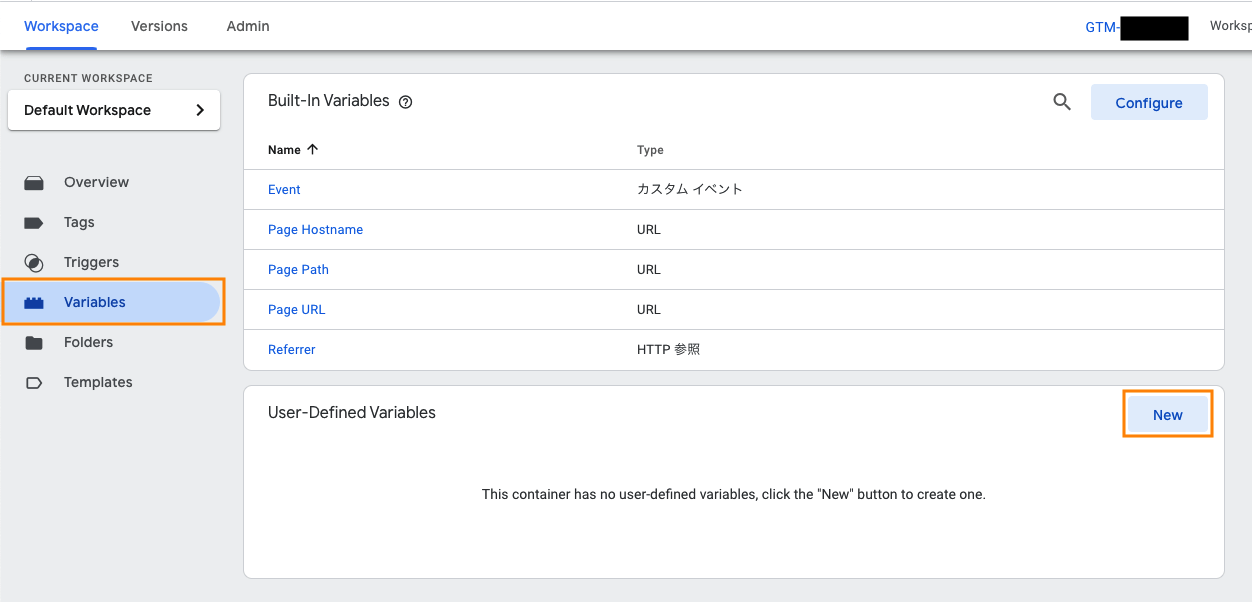 Workspace Versions Admin GTM-
CURRENT WORKSPACE
Default Workspace
Overview
Tags
Triggers
Variables
Folders
Templates
Built-In Variables
Configure
Name Type
Event カスタム イベント
Page Hostname URL
Page Path URL
Page URL URL
Referrer HTTP 参照
User-Defined Variables
New
This container has no user-defined variables, click the "New" button to create one.